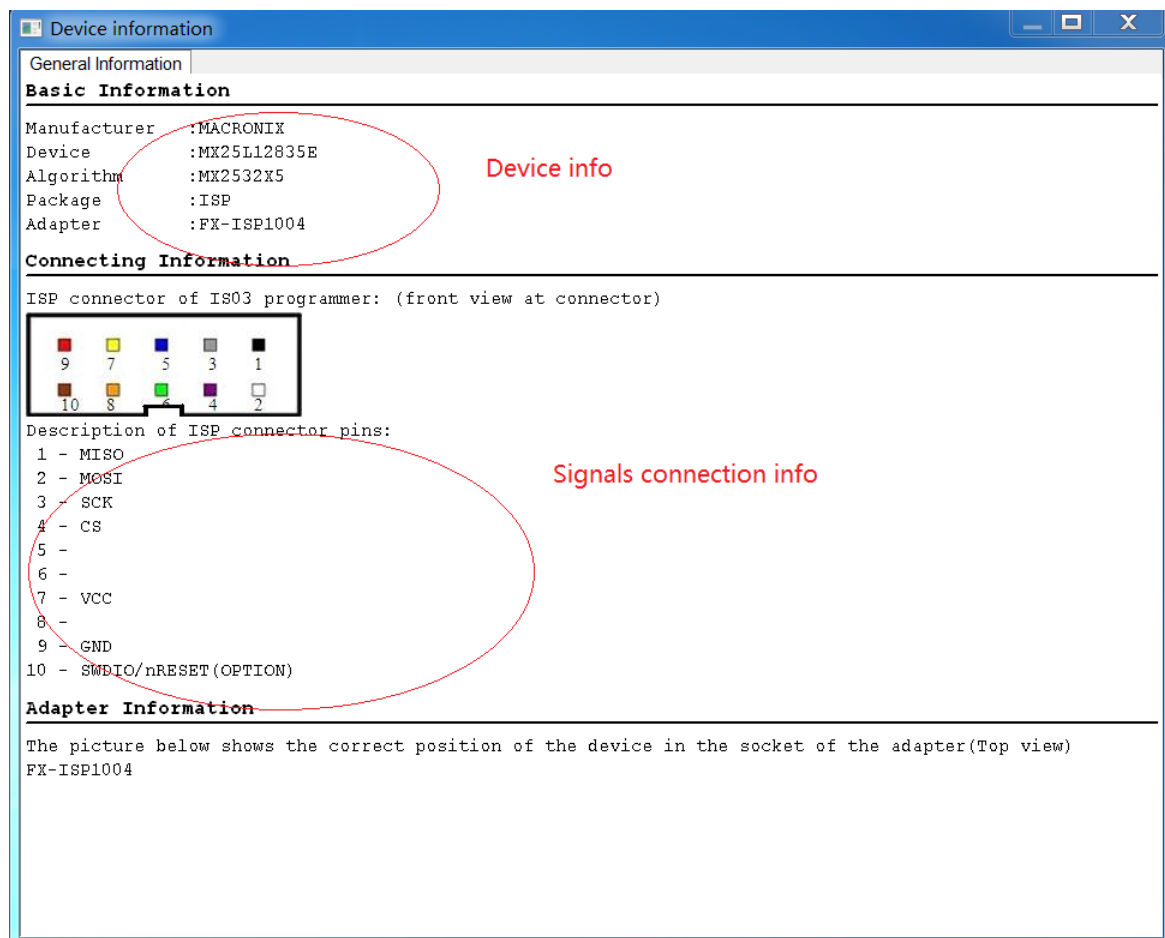 Device information
X
General Information
Basic Information
Manufacturer :MACRONIX
Device :MX25L12835E
Algorithm :MX2532X5
Package :ISP
Adapter :FX-ISP1004
Device info
Connecting Information
ISP connector of IS03 programmer: (front view at connector)
9 7 5 3 1
10 8 6 4 2
Description of ISP connector pins:
1 - MISO
2 - MOSI
3 - SCK
4 - CS
5 -
6 -
7 - VCC
8 -
9 - GND
10 - SWDIO/nRESET(OPTION)
Signals connection info
Adapter Information
The picture below shows the correct position of the device in the socket of the adapter(Top view)
FX-ISP1004